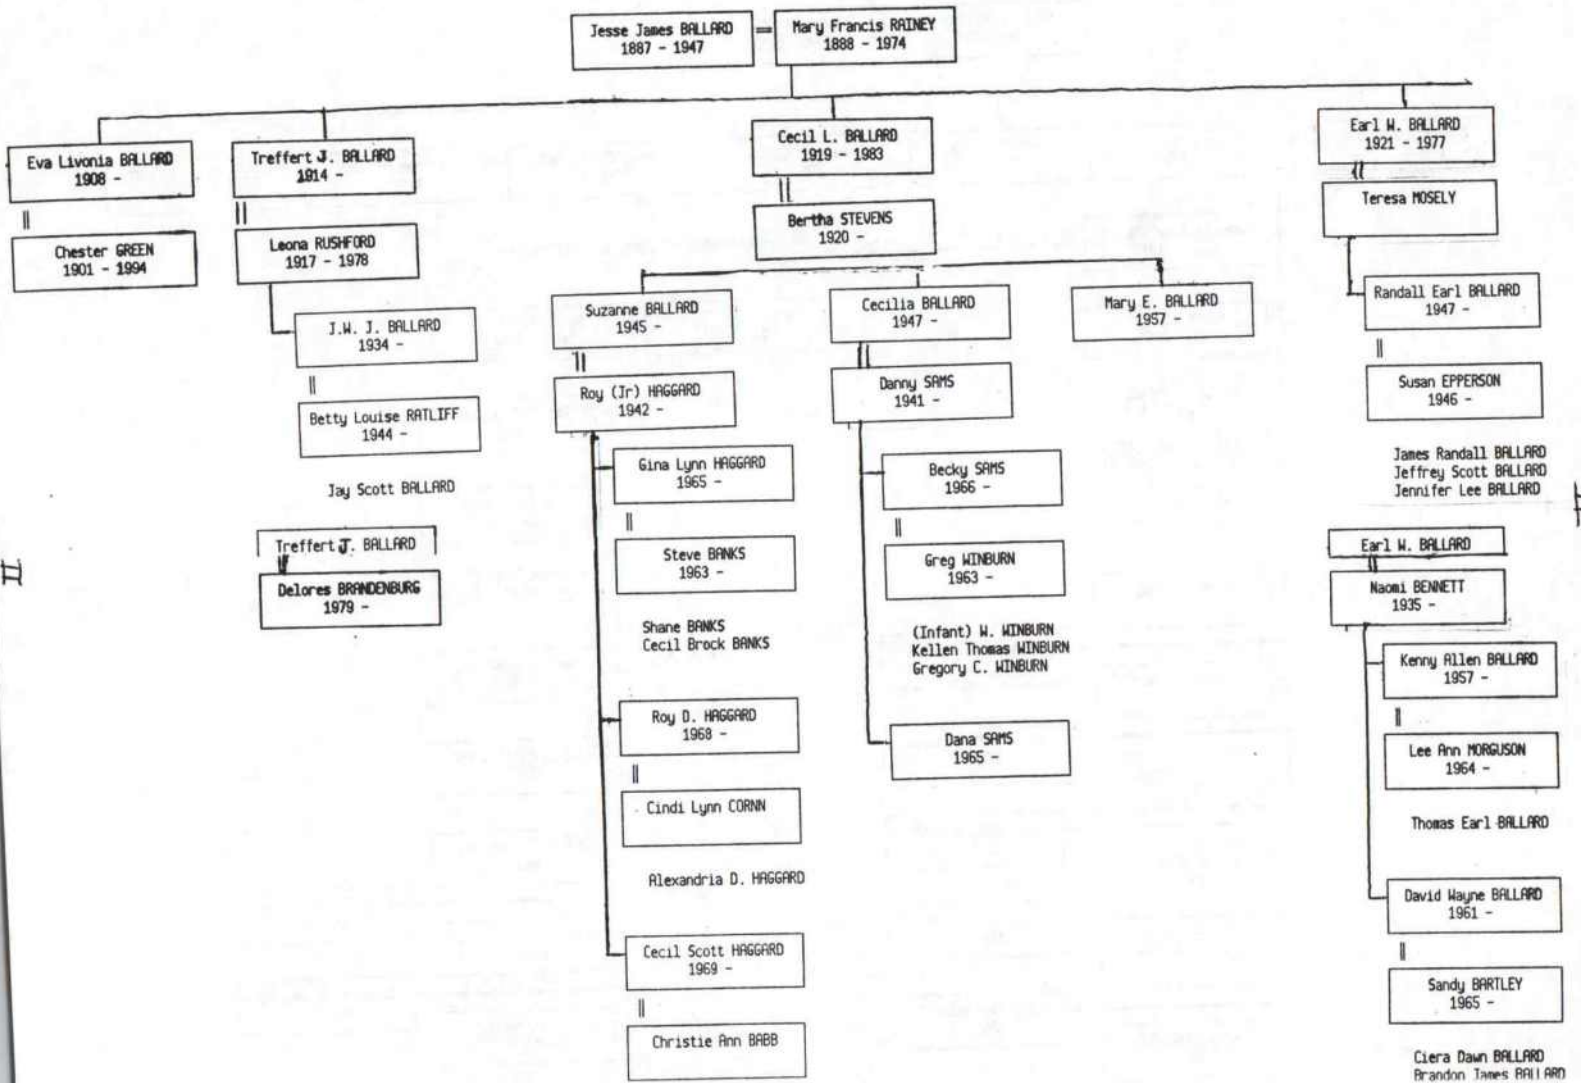 Jesse James BALLARD
1887 - 1947
Mary Francis RAINEY
1888 - 1974
Eva Livonia BALLARD
1908 -
Chester GREEN
1901 - 1994
Treffert J. BALLARD
1914 -
Leona RUSHFORD
1917 - 1978
J.W. J. BALLARD
1934 -
Betty Louise RATLIFF
1944 -
Jay Scott BALLARD
Treffert J. BALLARD
Delores BRANDENBURG
1979 -
Cecil L. BALLARD
1919 - 1983
Bertha STEVENS
1920 -
Suzanne BALLARD
1945 -
Roy (Jr) HAGGARD
1942 -
Gina Lynn HAGGARD
1965 -
Steve BANKS
1963 -
Shane BANKS
Cecil Brock BANKS
Roy D. HAGGARD
1968 -
Cindi Lynn CORNN
Alexandria D. HAGGARD
Cecil Scott HAGGARD
1969 -
Christie Ann BABB
Cecilia BALLARD
1947 -
Danny SAMS
1941 -
Becky SAMS
1966 -
Greg WINBURN
1963 -
(Infant) W. WINBURN
Kellen Thomas WINBURN
Gregory C. WINBURN
Dana SAMS
1965 -
Mary E. BALLARD
1957 -
Earl W. BALLARD
1921 - 1977
Teresa MOSELY
Randall Earl BALLARD
1947 -
Susan EPPERSON
1946 -
James Randall BALLARD
Jeffrey Scott BALLARD
Jennifer Lee BALLARD
Earl W. BALLARD
Naomi BENNETT
1935 -
Kenny Allen BALLARD
1957 -
Lee Ann MORGUSON
1964 -
Thomas Earl BALLARD
David Wayne BALLARD
1961 -
Sandy BARTLEY
1965 -
Ciera Dawn BALLARD
Brandon James BALLARD
II